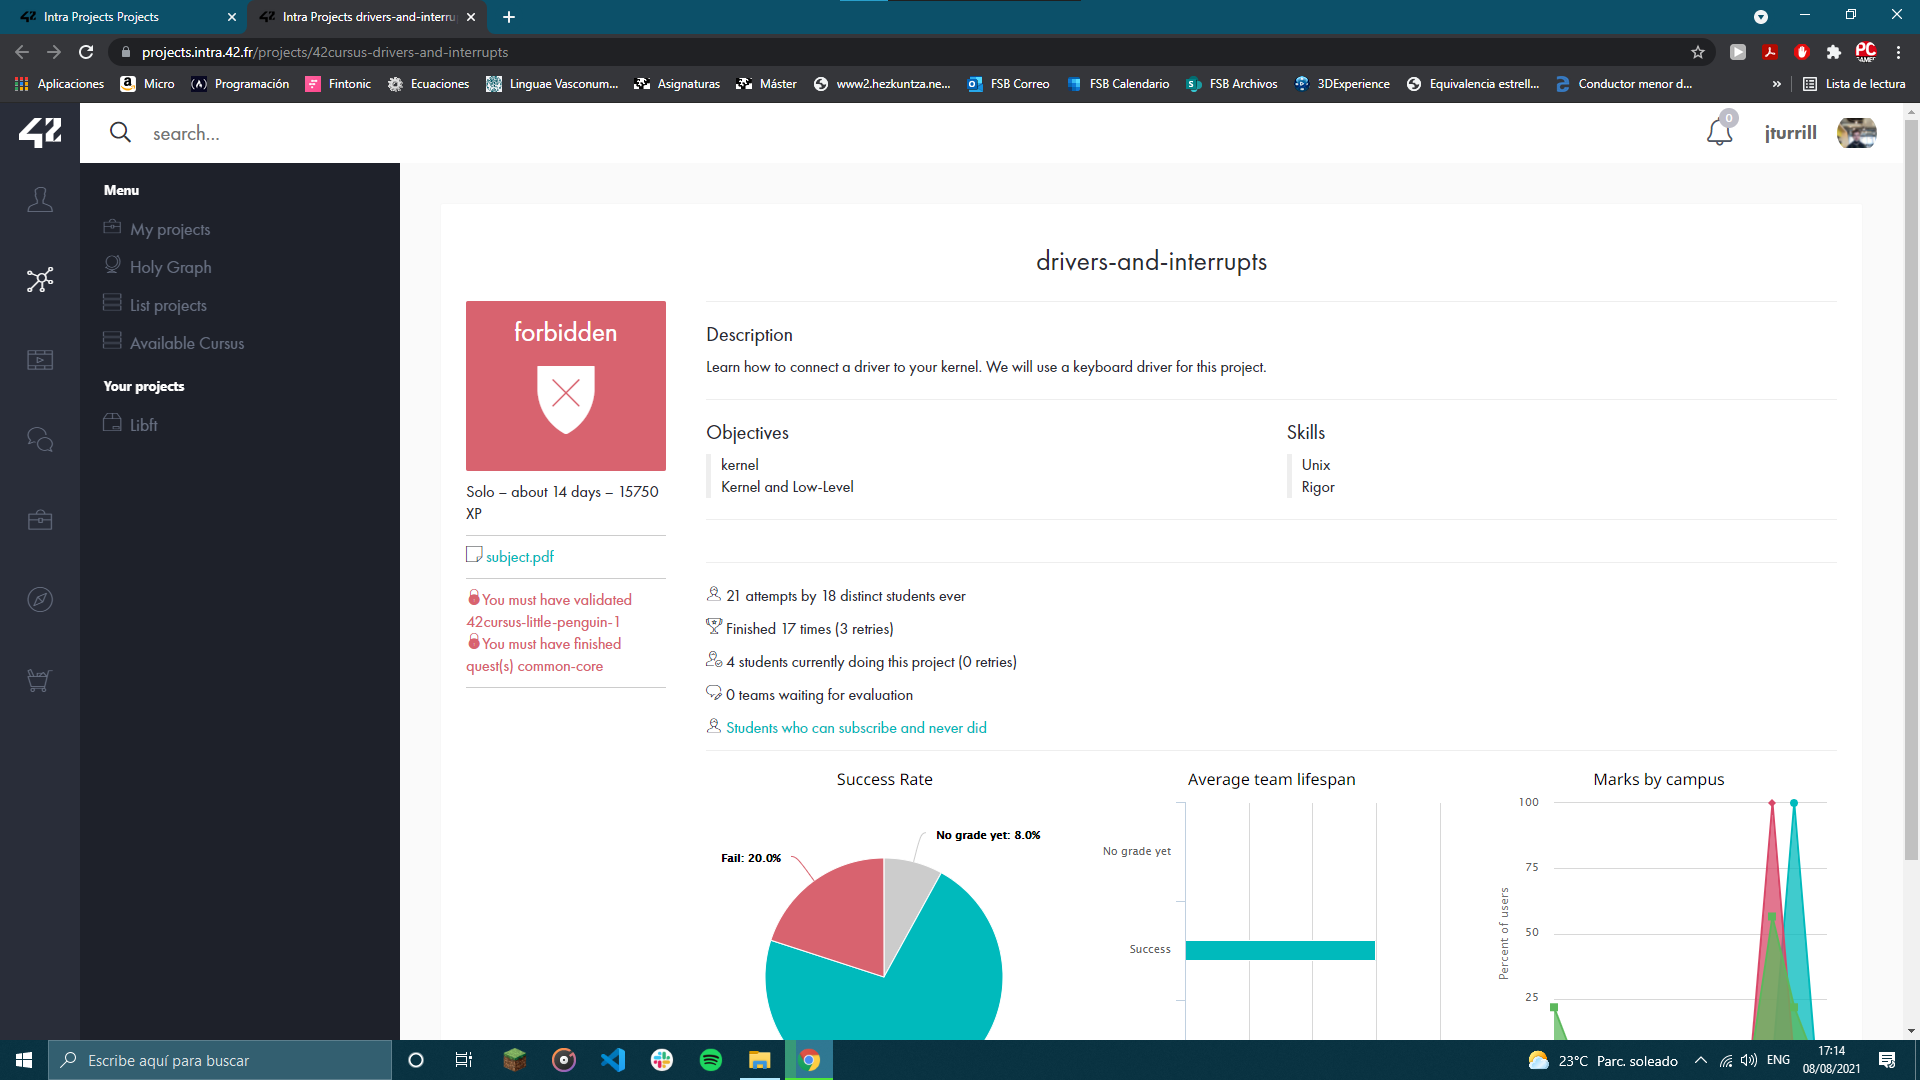 Intra Projects Projects
Intra Projects drivers-and-interru
projects.intra.42.fr/projects/42cursus-drivers-and-interrupts
Aplicaciones
Micro
Programación
Fintonic
Ecuaciones
Linguae Vasconum...
Asignaturas
Máster
www2.hezkuntza.ne...
FSB Correo
FSB Calendario
FSB Archivos
3DExperience
Equivalencia estrell...
Conductor menor d...
»
Lista de lectura
42
search...
0
jturrill
Menu
My projects
Holy Graph
List projects
Available Cursus
Your projects
Libft
drivers-and-interrupts
forbidden
Solo – about 14 days – 15750
XP
subject.pdf
You must have validated
42cursus-little-penguin-1
You must have finished
quest(s) common-core
Description
Learn how to connect a driver to your kernel. We will use a keyboard driver for this project.
Objectives
kernel
Kernel and Low-Level
Skills
Unix
Rigor
21 attempts by 18 distinct students ever
Finished 17 times (3 retries)
4 students currently doing this project (0 retries)
0 teams waiting for evaluation
Students who can subscribe and never did
Success Rate
No grade yet: 8.0%
Fail: 20.0%
Average team lifespan
No grade yet
Success
Marks by campus
100
75
50
25
Percent of users
Escribe aquí para buscar
23°C Parc. soleado
ENG
17:14
08/08/2021